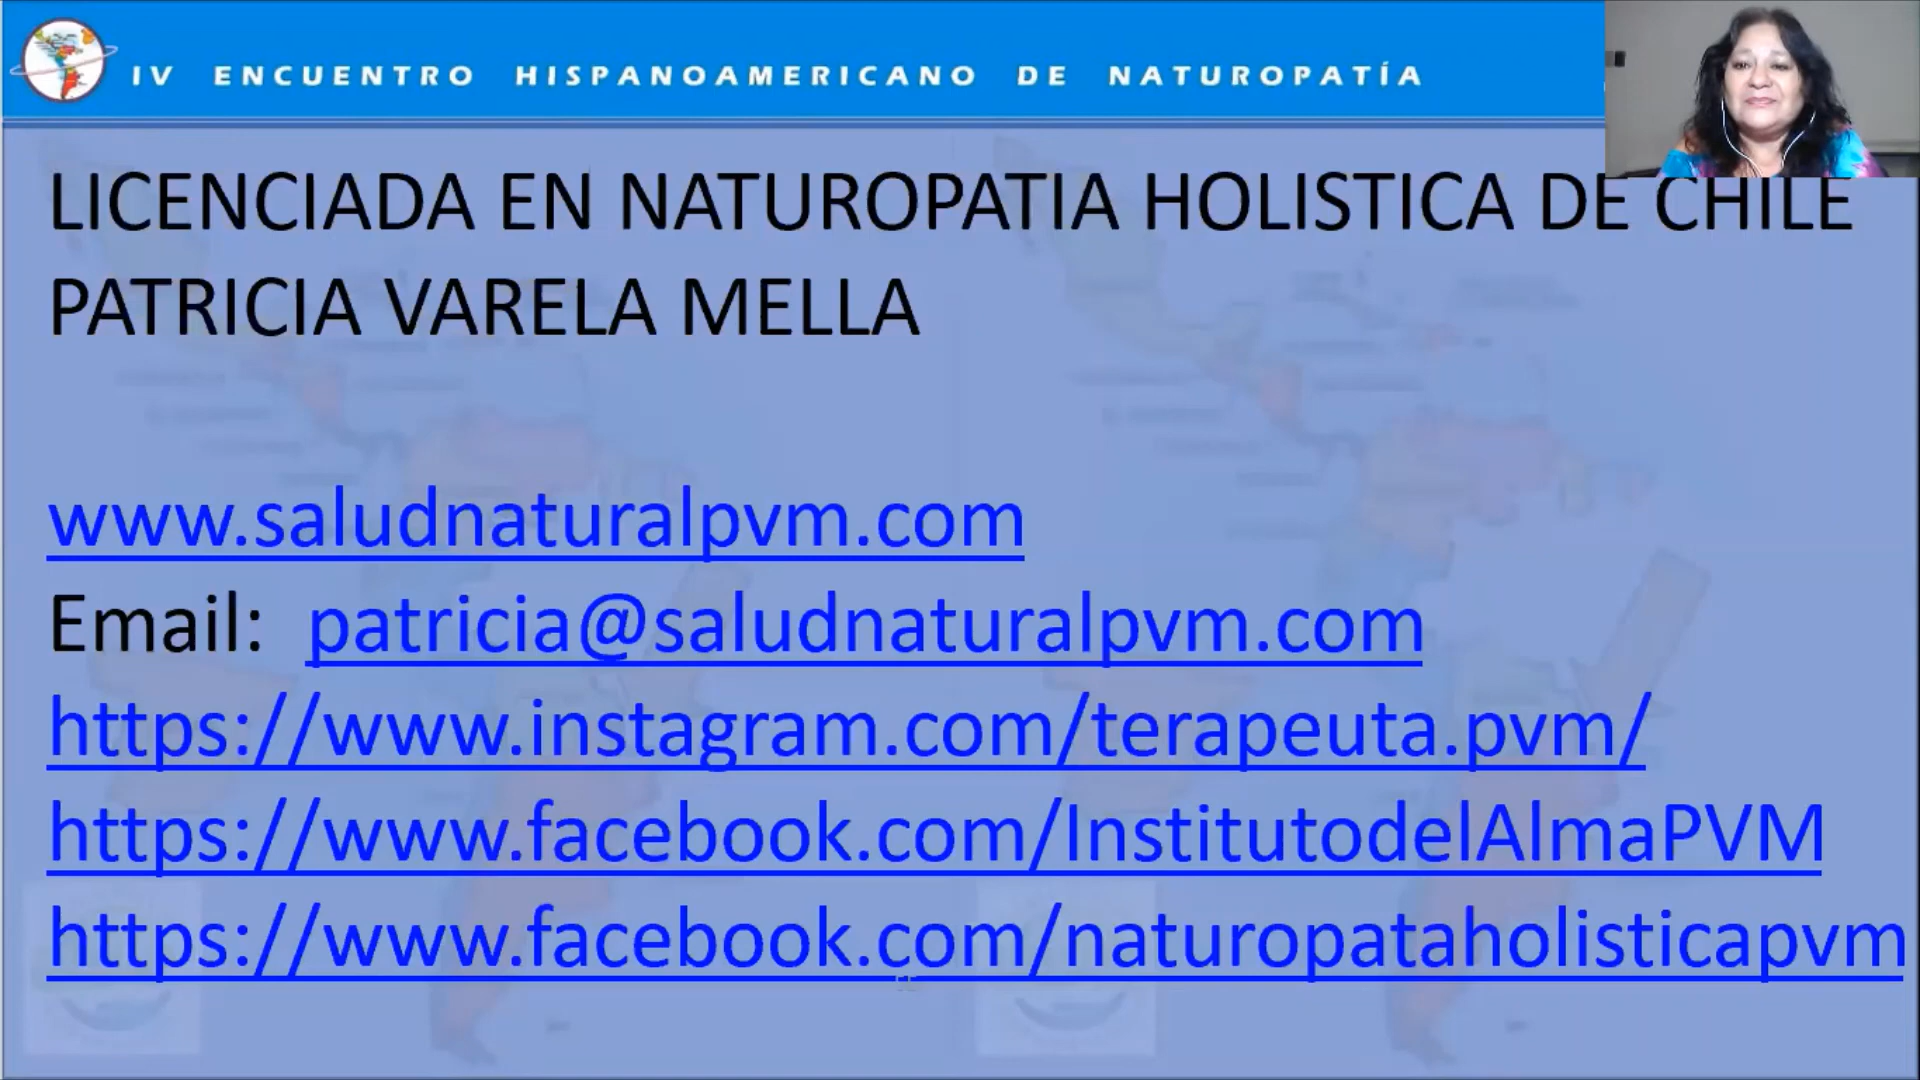 IV ENCUENTRO HISPANOAMERICANO DE NATUROPATÍA
LICENCIADA EN NATUROPATIA HOLISTICA DE CHILE
PATRICIA VARELA MELLA
www.saludnaturalpvm.com
Email: patricia@saludnaturalpvm.com
https://www.instagram.com/terapeuta.pvm/
https://www.facebook.com/InstitutodelAlmaPVM
https://www.facebook.com/naturopataholisticapvm